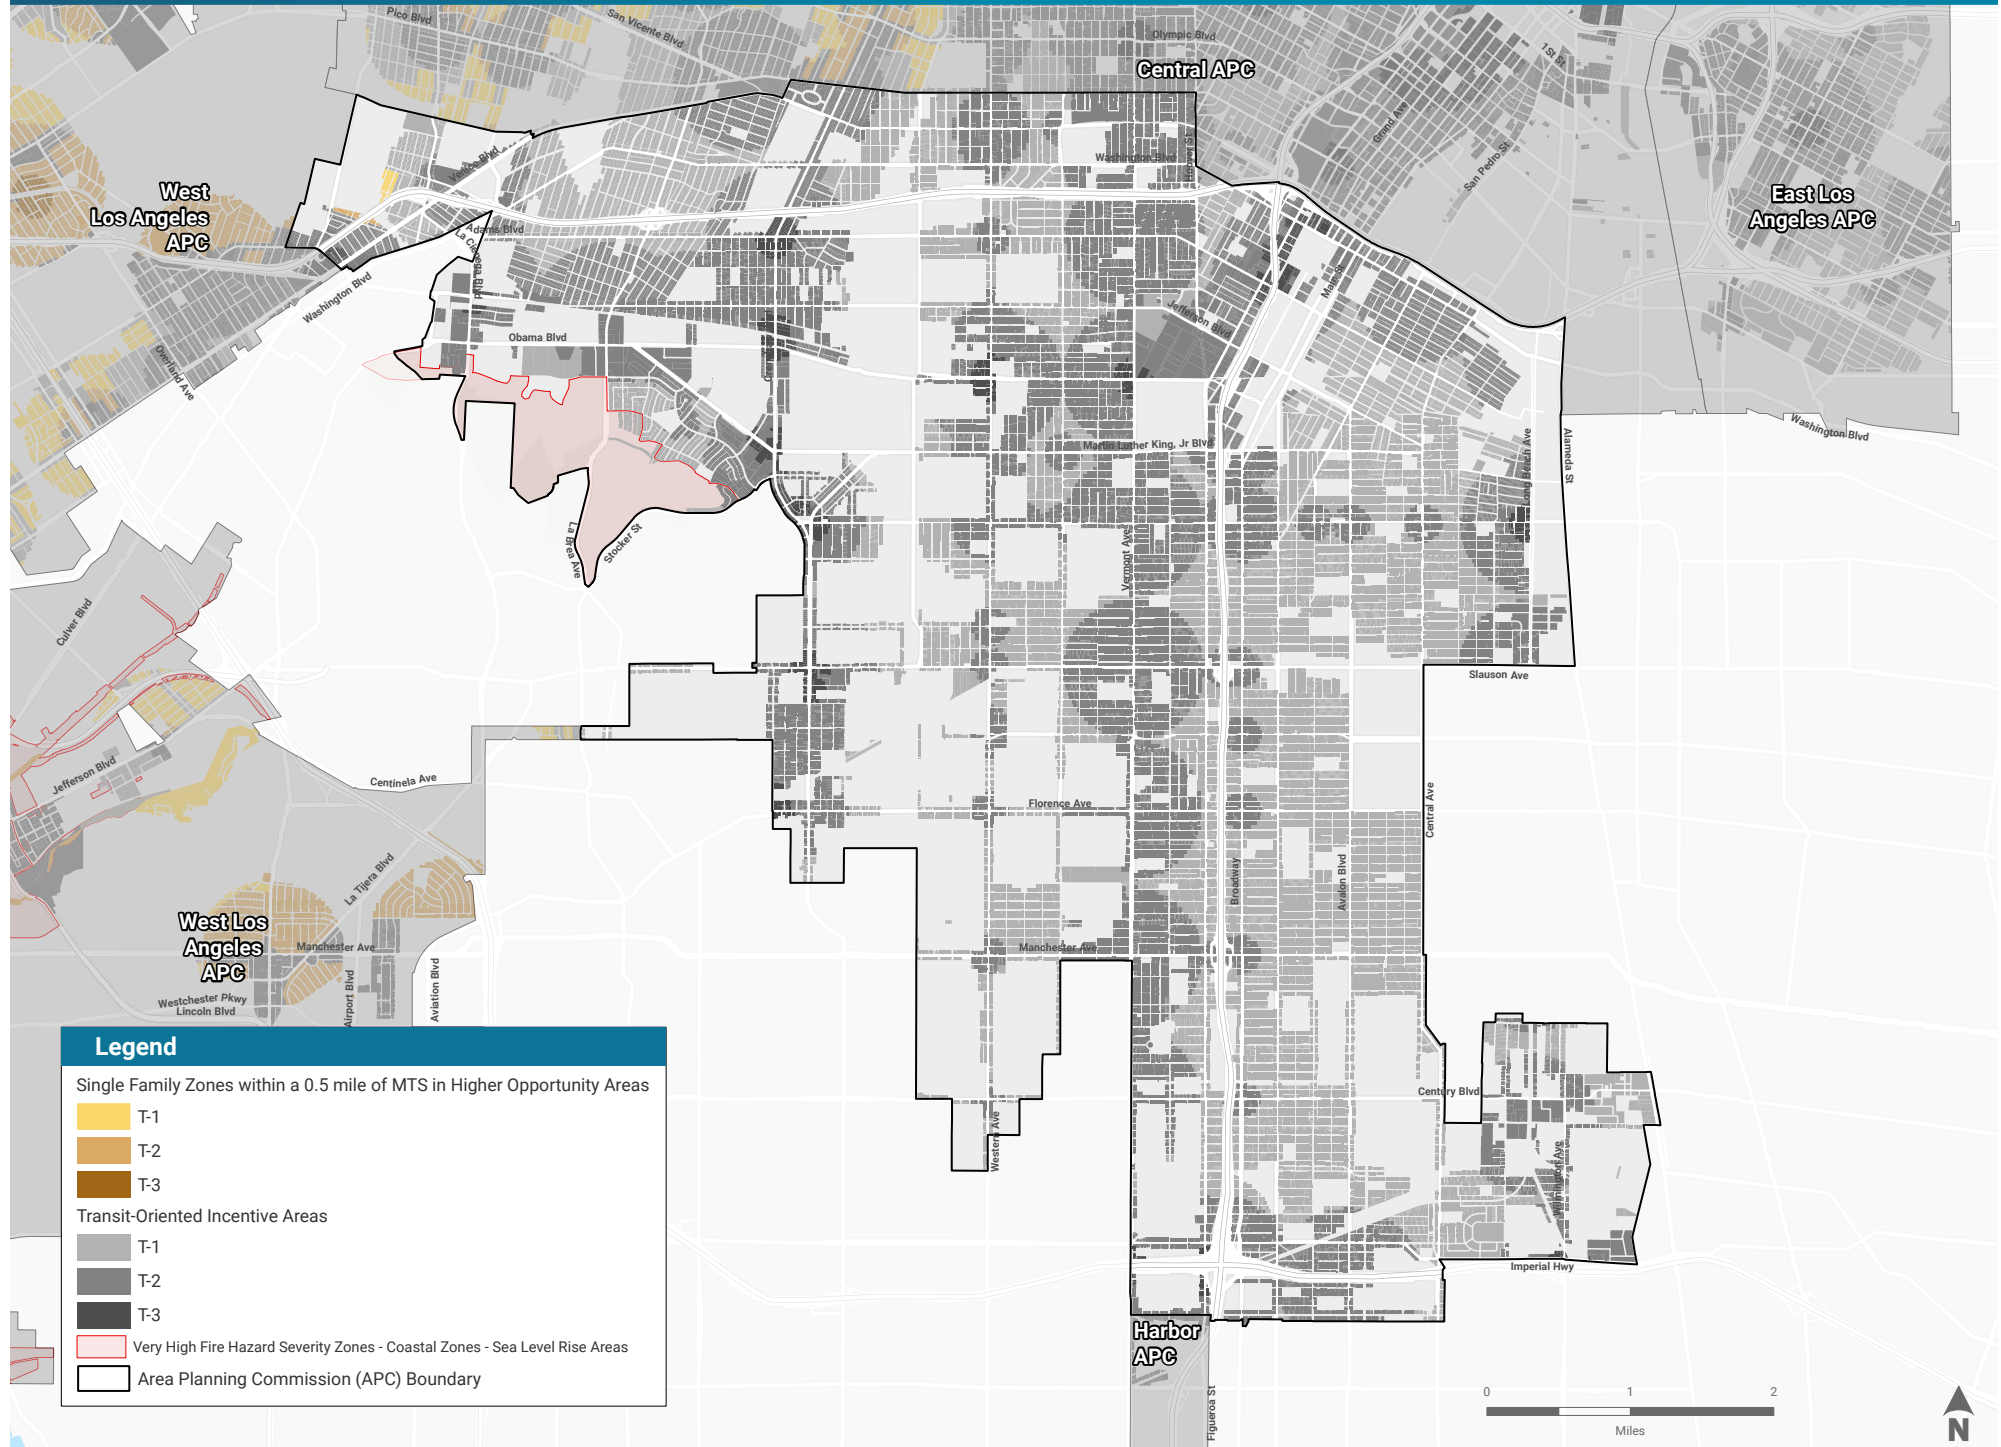 Pico Blvd
San Vicente Blvd
Olympic Blvd
1St St
Central APC
Grand Ave
San Pedro St
Hoover St
Washington Blvd
Venice Blvd
West
Los Angeles
APC
East Los
Angeles APC
Adams Blvd
La Cienega Blvd
Washington Blvd
Main St
Jefferson Blvd
Obama Blvd
Overland Ave
Martin Luther King, Jr Blvd
Washington Blvd
Long Beach Ave
Alameda St
La Brea Ave
Stocker St
Vermont Ave
Culver Blvd
Slauson Ave
Jefferson Blvd
Centinela Ave
Florence Ave
Central Ave
La Tijera Blvd
Broadway
Avalon Blvd
West Los
Angeles
APC
Manchester Ave
Manchester Ave
Westchester Pkwy
Lincoln Blvd
Airport Blvd
Aviation Blvd
Century Blvd
Western Ave
Wilmington Ave
Imperial Hwy
Harbor
APC
Figueroa St
Legend
Single Family Zones within a 0.5 mile of MTS in Higher Opportunity Areas
T-1
T-2
T-3
Transit-Oriented Incentive Areas
T-1
T-2
T-3
Very High Fire Hazard Severity Zones - Coastal Zones - Sea Level Rise Areas
Area Planning Commission (APC) Boundary
0 1 2
Miles
N